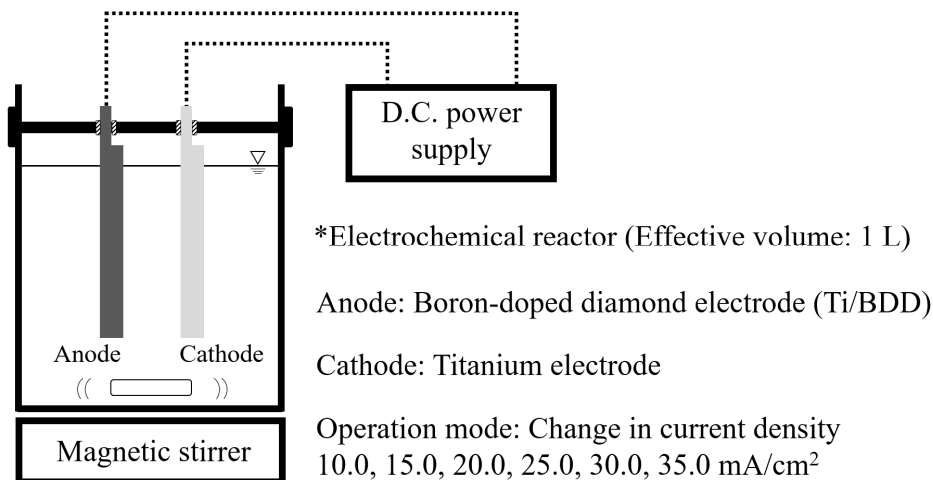 D.C. power
supply
*Electrochemical reactor (Effective volume: 1 L)
Anode: Boron-doped diamond electrode (Ti/BDD)
Anode
Cathode
Cathode: Titanium electrode
Operation mode: Change in current density
10.0, 15.0, 20.0, 25.0, 30.0, 35.0 mA/cm²
Magnetic stirrer